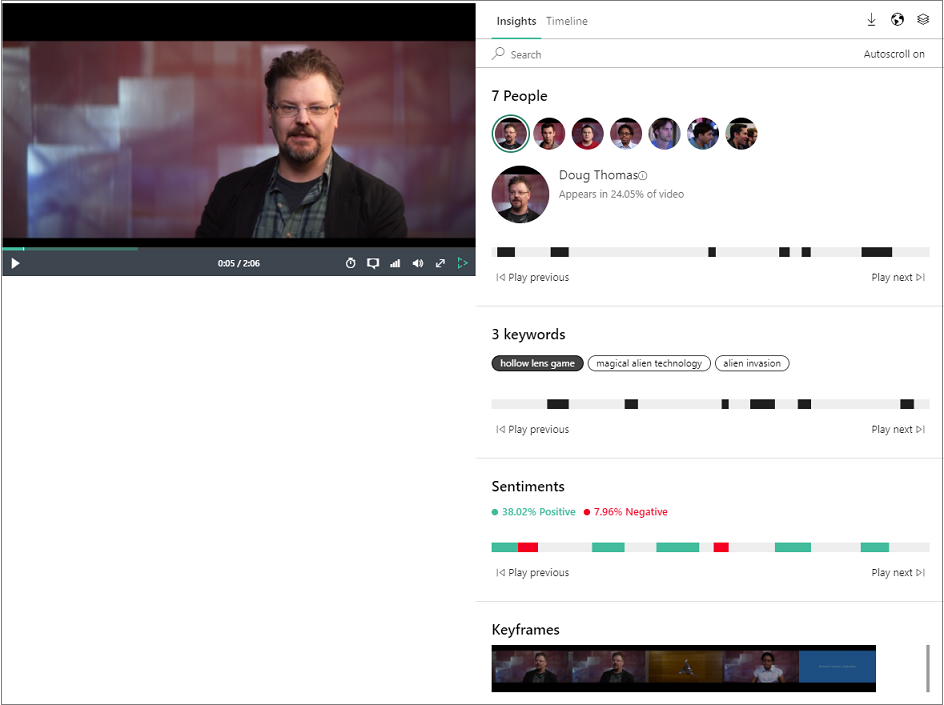 Insights Timeline
Search
Autoscroll on
7 People
Doug Thomas
Appears in 24.05% of video
Play previous
Play next
0:05 / 2:06
3 keywords
hollow lens game
magical alien technology
alien invasion
Play previous
Play next
Sentiments
38.02% Positive
7.96% Negative
Play previous
Play next
Keyframes